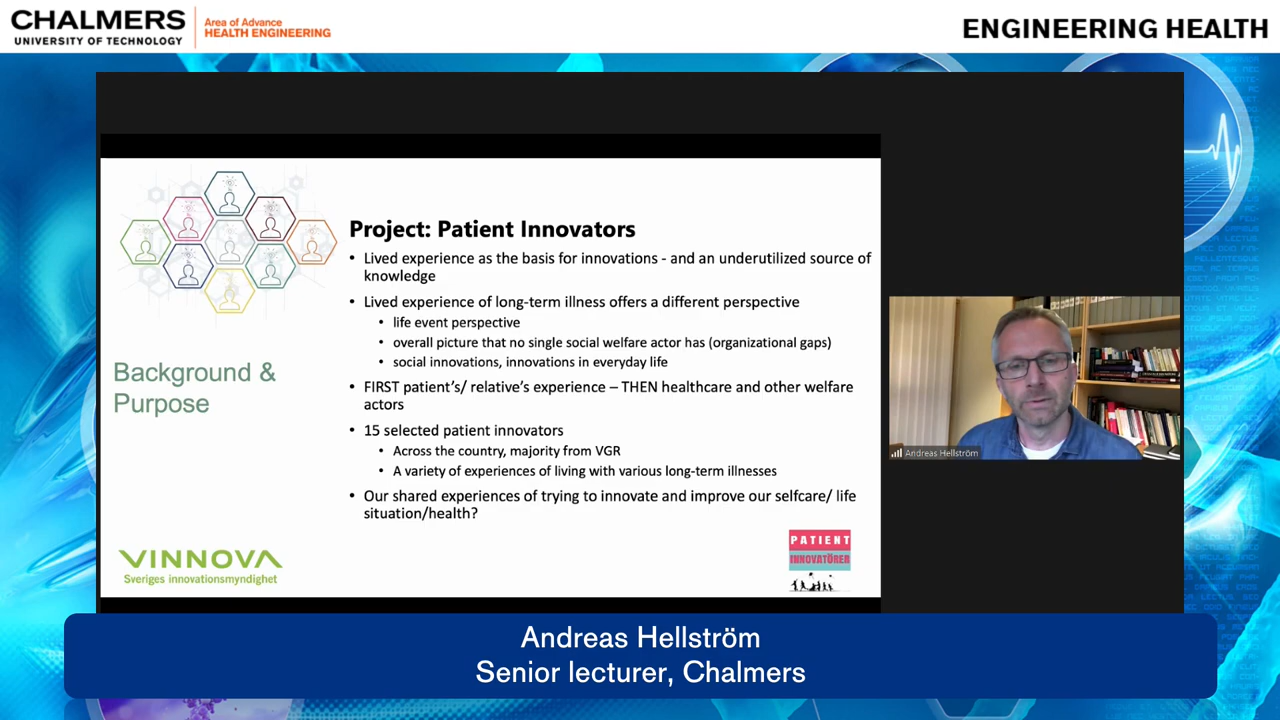 CHALMERS
UNIVERSITY OF TECHNOLOGY
Area of Advance
HEALTH ENGINEERING
ENGINEERING HEALTH
Background &
Purpose
Project: Patient Innovators
• Lived experience as the basis for innovations - and an underutilized source of
knowledge
• Lived experience of long-term illness offers a different perspective
• life event perspective
• overall picture that no single social welfare actor has (organizational gaps)
• social innovations, innovations in everyday life
• FIRST patient's/ relative's experience – THEN healthcare and other welfare
actors
• 15 selected patient innovators
• Across the country, majority from VGR
• A variety of experiences of living with various long-term illnesses
• Our shared experiences of trying to innovate and improve our selfcare/ life
situation/health?
VINNOVA
Sveriges innovationsmyndighet
PATIENT
INNOVATÖRER
Andreas Hellström
Andreas Hellström
Senior lecturer, Chalmers